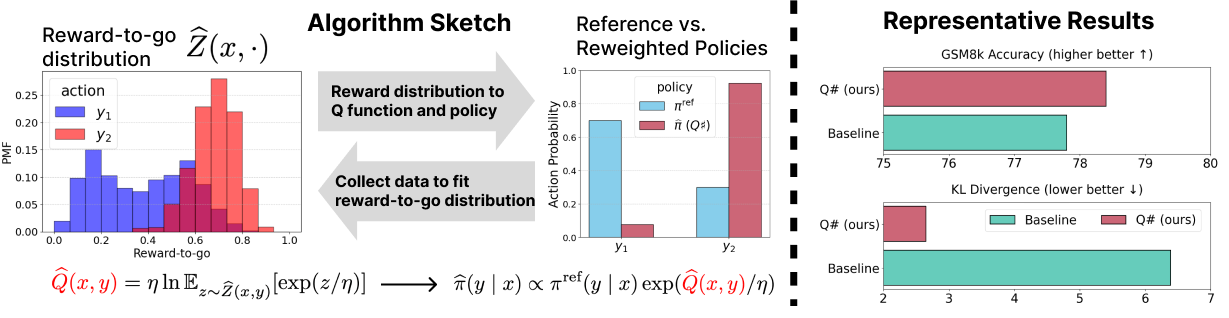 Algorithm Sketch
Reward-to-go
distribution Ẑ(x, ·)
action
y₁
y₂
PMF
0.25
0.20
0.15
0.10
0.05
0.00
0.0 0.2 0.4 0.6 0.8 1.0
Reward-to-go
Reward distribution to
Q function and policy
Collect data to fit
reward-to-go distribution
Reference vs.
Reweighted Policies
policy
π^ref
π̂ (Q♯)
Action Probability
1.0
0.8
0.6
0.4
0.2
0.0
y₁ y₂
Q̂(x, y) = η ln 𝔼_{z∼Ẑ(x,y)}[exp(z/η)] ⟶ π̂(y | x) ∝ π^ref(y | x) exp(Q̂(x, y)/η)
Representative Results
GSM8k Accuracy (higher better ↑)
Q# (ours)
Baseline
75 76 77 78 79 80
KL Divergence (lower better ↓)
Q# (ours)
Baseline
Baseline Q# (ours)
2 3 4 5 6 7